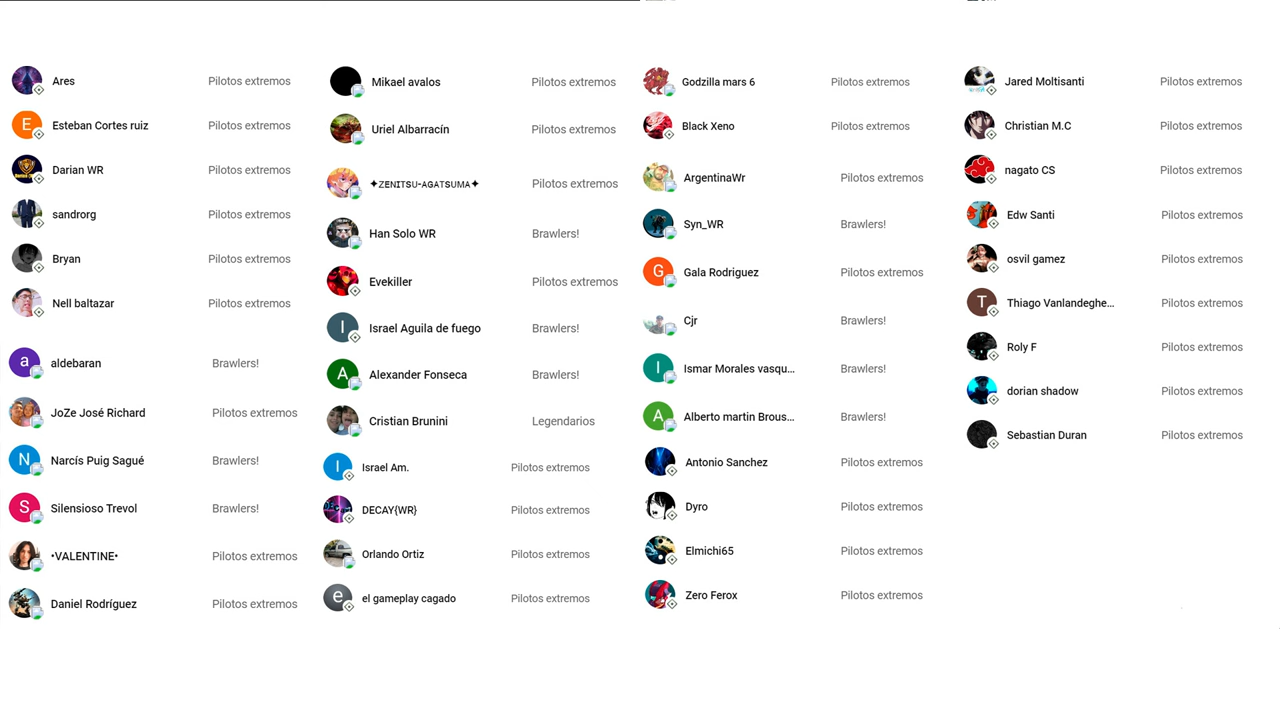 Ares Pilotos extremos
Esteban Cortes ruiz Pilotos extremos
Darian WR Pilotos extremos
sandrorg Pilotos extremos
Bryan Pilotos extremos
Nell baltazar Pilotos extremos
aldebaran Brawlers!
JoZe José Richard Pilotos extremos
Narcís Puig Sagué Brawlers!
Silensioso Trevol Brawlers!
•VALENTINE• Pilotos extremos
Daniel Rodríguez Pilotos extremos
Mikael avalos Pilotos extremos
Uriel Albarracín Pilotos extremos
✦ZENITSU-AGATSUMA✦ Pilotos extremos
Han Solo WR Brawlers!
Evekiller Pilotos extremos
Israel Aguila de fuego Brawlers!
Alexander Fonseca Brawlers!
Cristian Brunini Legendarios
Israel Am. Pilotos extremos
DECAY{WR} Pilotos extremos
Orlando Ortiz Pilotos extremos
el gameplay cagado Pilotos extremos
Godzilla mars 6 Pilotos extremos
Black Xeno Pilotos extremos
ArgentinaWr Pilotos extremos
Syn_WR Brawlers!
Gala Rodriguez Pilotos extremos
Cjr Brawlers!
Ismar Morales vasqu... Brawlers!
Alberto martin Brous... Brawlers!
Antonio Sanchez Pilotos extremos
Dyro Pilotos extremos
Elmichi65 Pilotos extremos
Zero Ferox Pilotos extremos
Jared Moltisanti Pilotos extremos
Christian M.C Pilotos extremos
nagato CS Pilotos extremos
Edw Santi Pilotos extremos
osvil gamez Pilotos extremos
Thiago Vanlandeghe... Pilotos extremos
Roly F Pilotos extremos
dorian shadow Pilotos extremos
Sebastian Duran Pilotos extremos